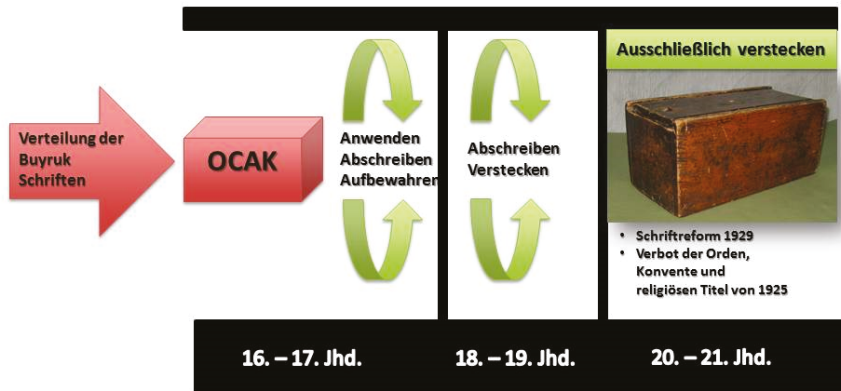 Verteilung der
Buyruk
Schriften
OCAK
Anwenden
Abschreiben
Aufbewahren
Abschreiben
Verstecken
Ausschließlich verstecken
• Schriftreform 1929
• Verbot der Orden,
Konvente und
religiösen Titel von 1925
16. – 17. Jhd.
18. – 19. Jhd.
20. – 21. Jhd.